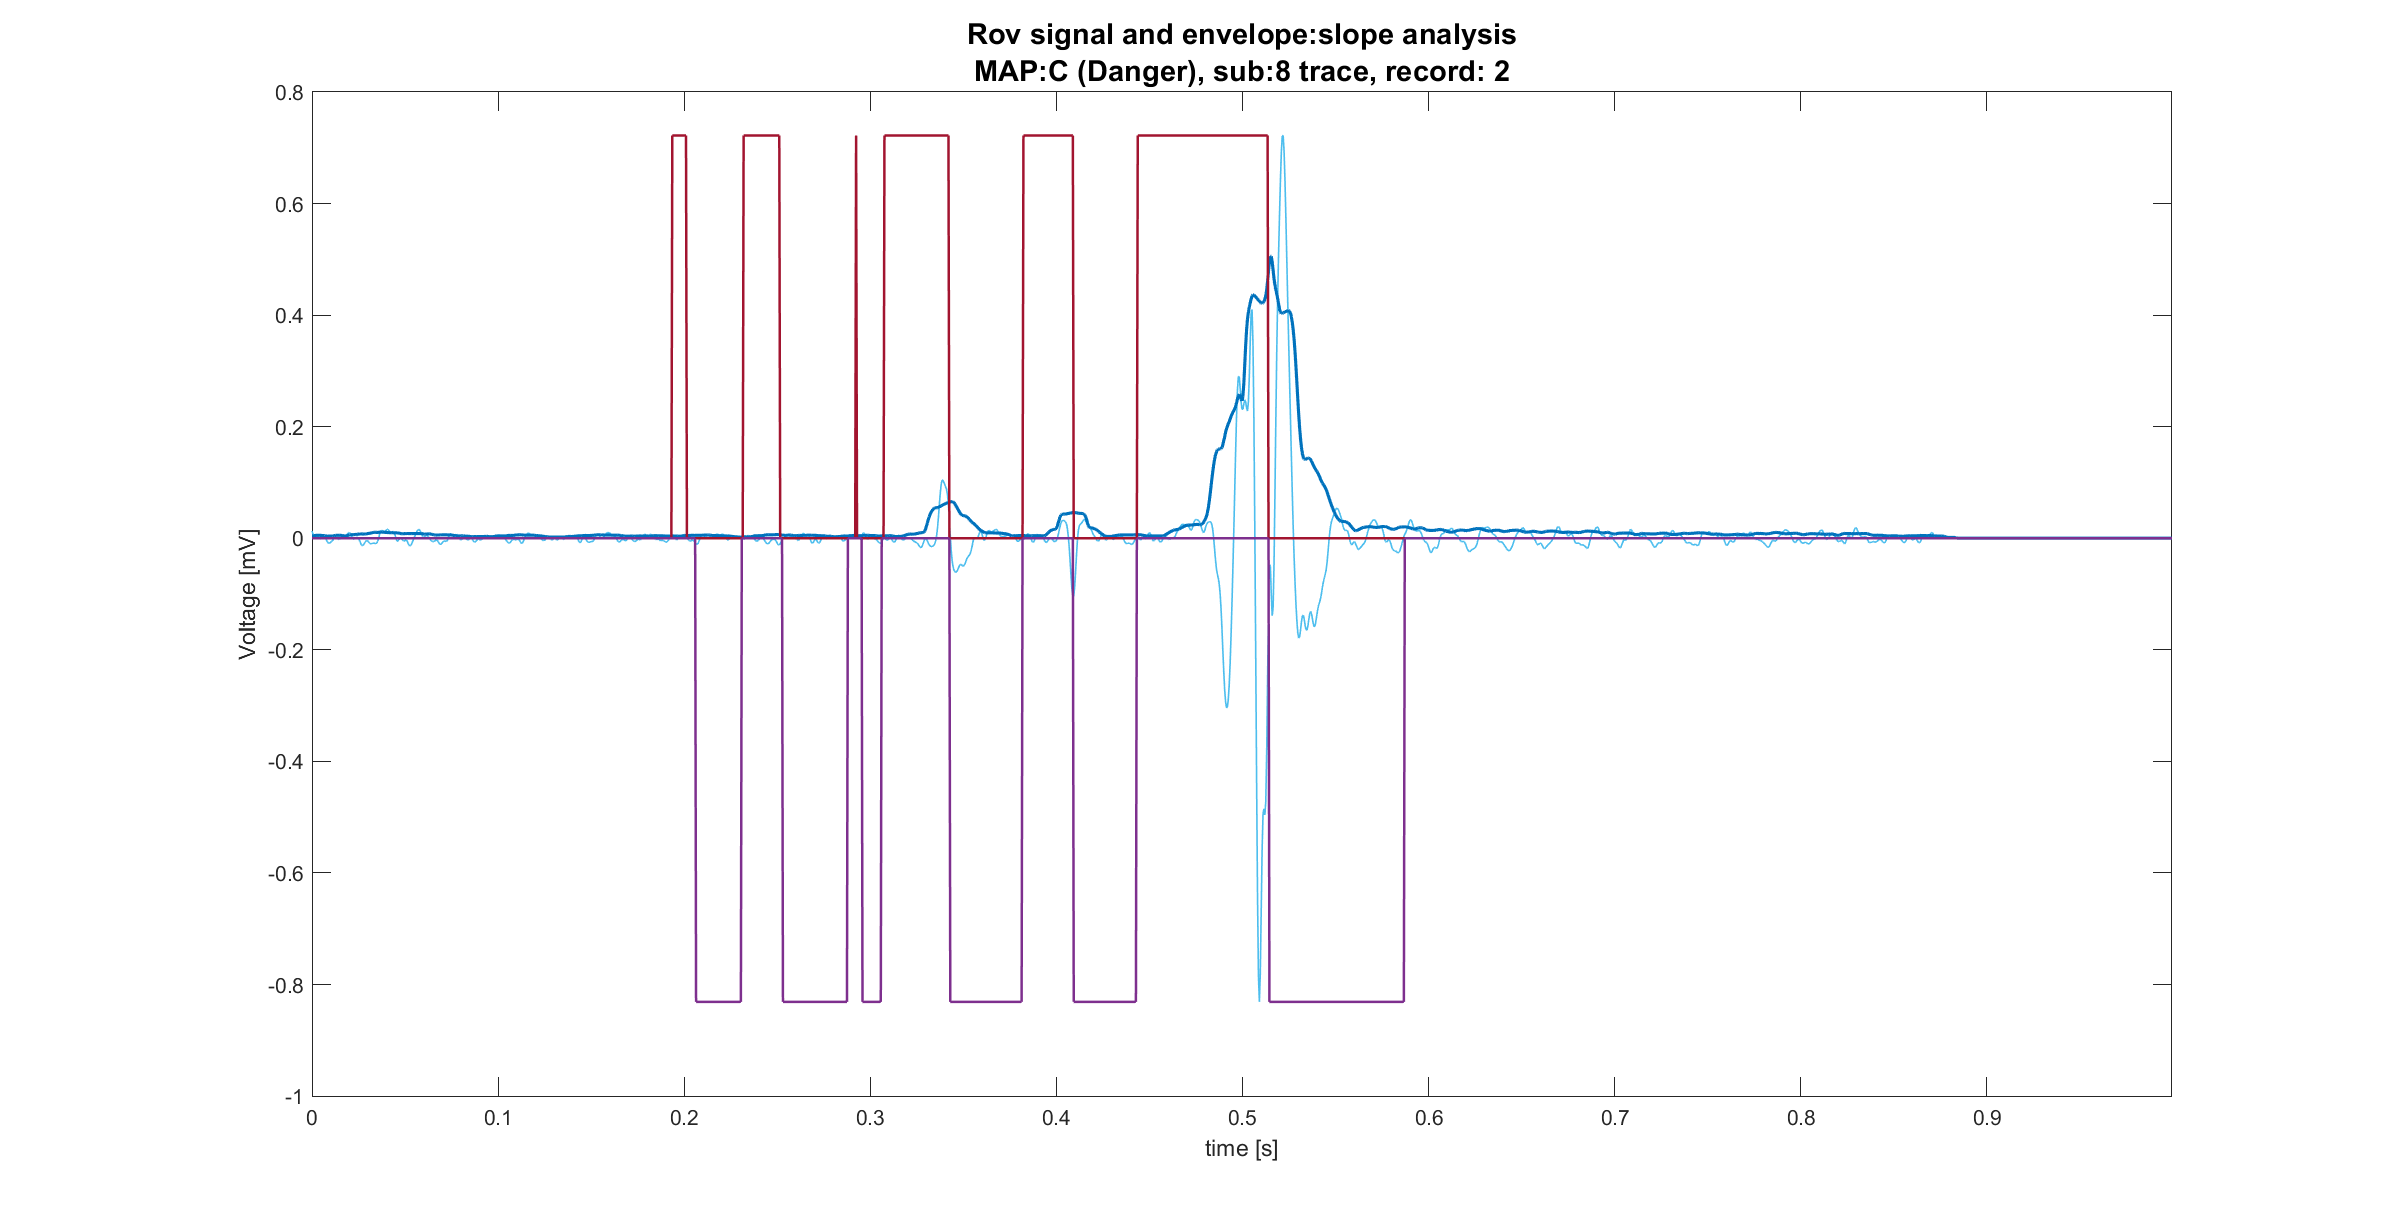 Rov signal and envelope:slope analysis
MAP:C (Danger), sub:8 trace, record: 2
0.8
0.6
0.4
0.2
0
-0.2
-0.4
-0.6
-0.8
-1
Voltage [mV]
0 0.1 0.2 0.3 0.4 0.5 0.6 0.7 0.8 0.9
time [s]